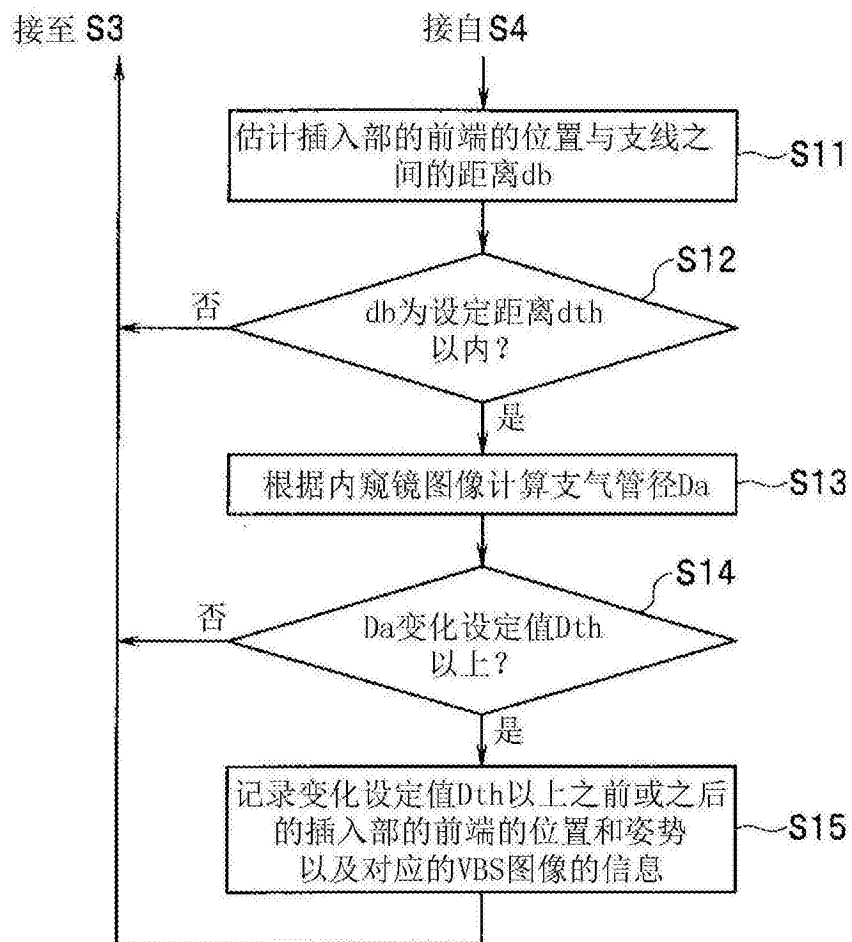 接至 S3
接自 S4
估计插入部的前端的位置与支线之
间的距离db
S11
S12
db为设定距离dth
以内？
否
是
根据内窥镜图像计算支气管径Da
S13
S14
Da变化设定值Dth
以上？
否
是
记录变化设定值Dth以上之前或之后
的插入部的前端的位置和姿势
以及对应的VBS图像的信息
S15